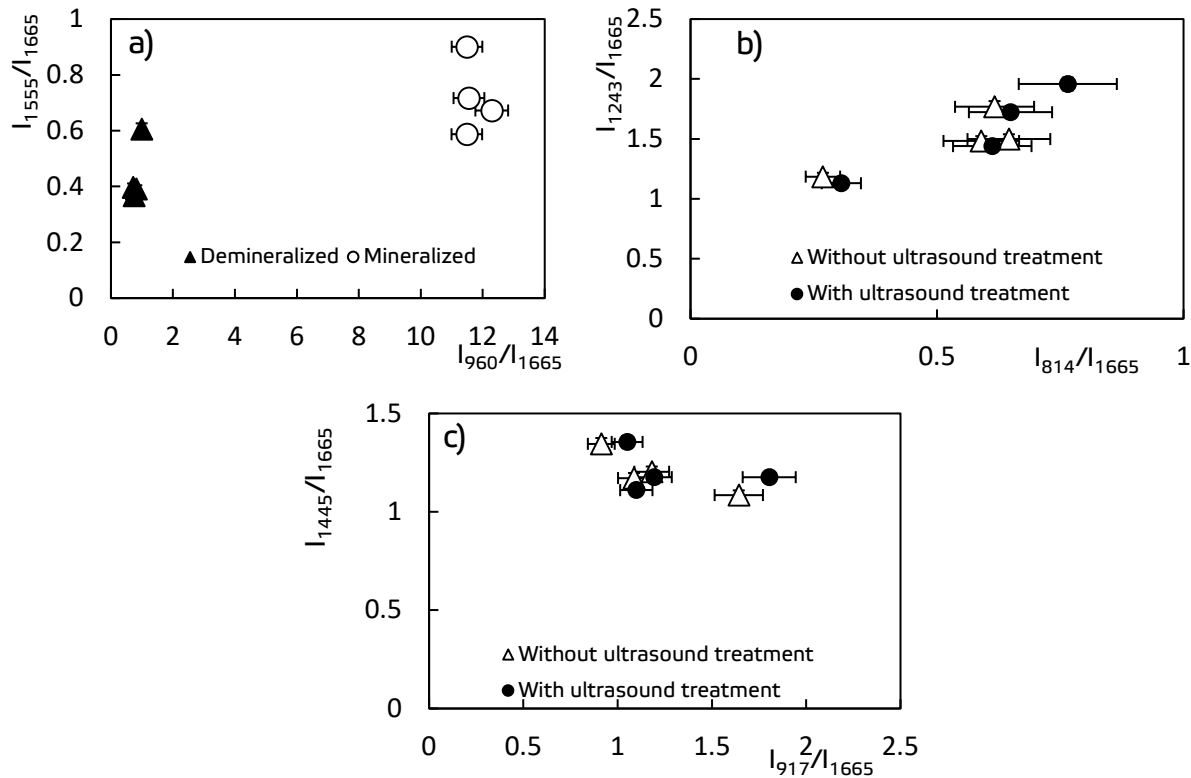 a)
I1555/I1665
1
0.8
0.6
0.4
0.2
0
▲ Demineralized ○ Mineralized
0 2 4 6 8 10 12 14
I960/I1665
b)
I1243/I1665
2.5
2
1.5
1
0.5
0
△ Without ultrasound treatment
● With ultrasound treatment
0 0.5 1
I814/I1665
c)
I1445/I1665
1.5
1
0.5
0
△ Without ultrasound treatment
● With ultrasound treatment
0 0.5 1 1.5 2 2.5
I917/I1665